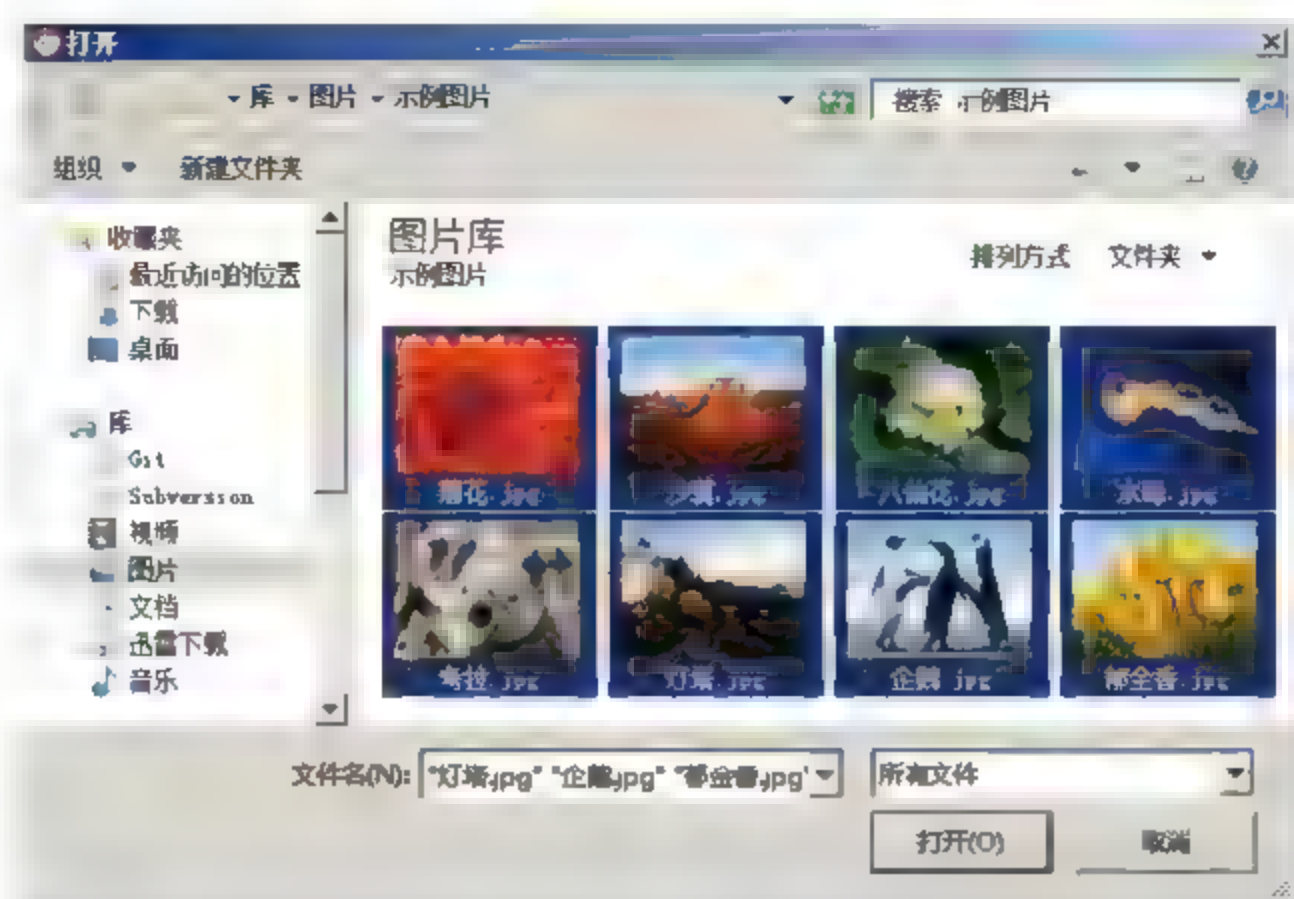 打开
库 图片 示例图片
搜索 示例图片
组织 新建文件夹
收藏夹
最近访问的位置
下载
桌面
库
Git
Subversion
视频
图片
文档
迅雷下载
音乐
图片库
示例图片
排列方式 文件夹
菊花.jpg 沙漠.jpg 八仙花.jpg 水母.jpg
考拉.jpg 灯塔.jpg 企鹅.jpg 郁金香.jpg
文件名(N): "灯塔.jpg" "企鹅.jpg" "郁金香.jpg" 所有文件
打开(O) 取消